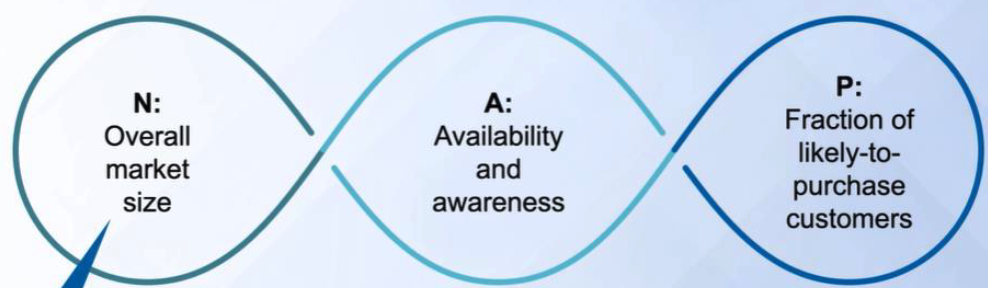 N:
Overall
market
size
A:
Availability
and
awareness
P:
Fraction of
likely-to-
purchase
customers